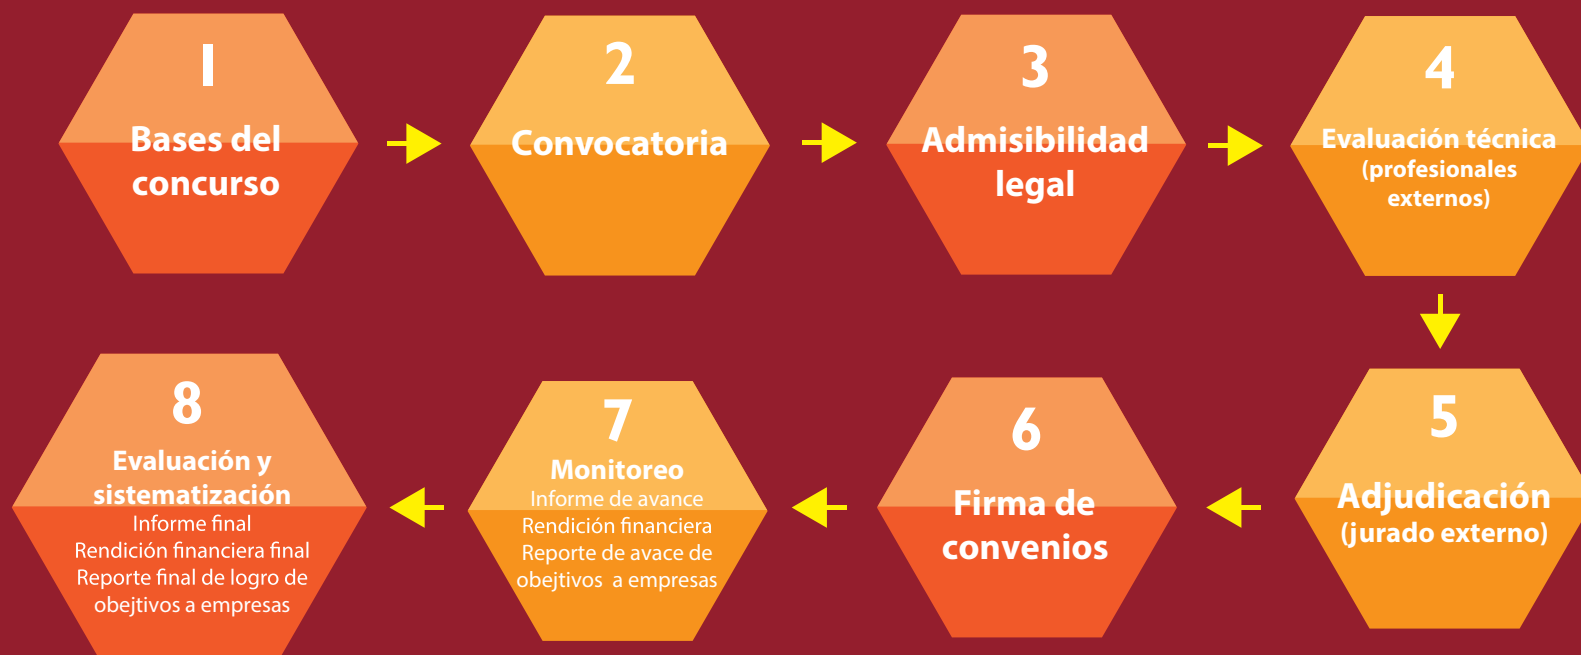 1
Bases del
concurso
2
Convocatoria
3
Admisibilidad
legal
4
Evaluación técnica
(profesionales
externos)
5
Adjudicación
(jurado externo)
6
Firma de
convenios
7
Monitoreo
Informe de avance
Rendición financiera
Reporte de avace de
obejtivos a empresas
8
Evaluación y
sistematización
Informe final
Rendición financiera final
Reporte final de logro de
obejtivos a empresas